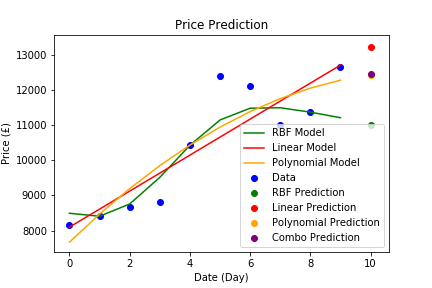 Price Prediction
13000
12000
11000
10000
9000
8000
Price (£)
RBF Model
Linear Model
Polynomial Model
Data
RBF Prediction
Linear Prediction
Polynomial Prediction
Combo Prediction
0
2
4
6
8
10
Date (Day)